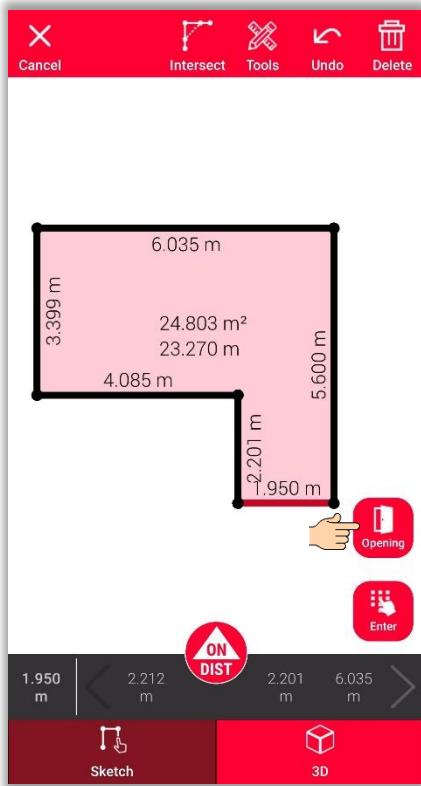 Cancel
Intersect
Tools
Undo
Delete
6.035 m
3.399 m
24.803 m²
23.270 m
5.600 m
4.085 m
2.201 m
1.950 m
Opening
Enter
ON
DIST
1.950
m
2.212
m
2.201
m
6.035
m
Sketch
3D